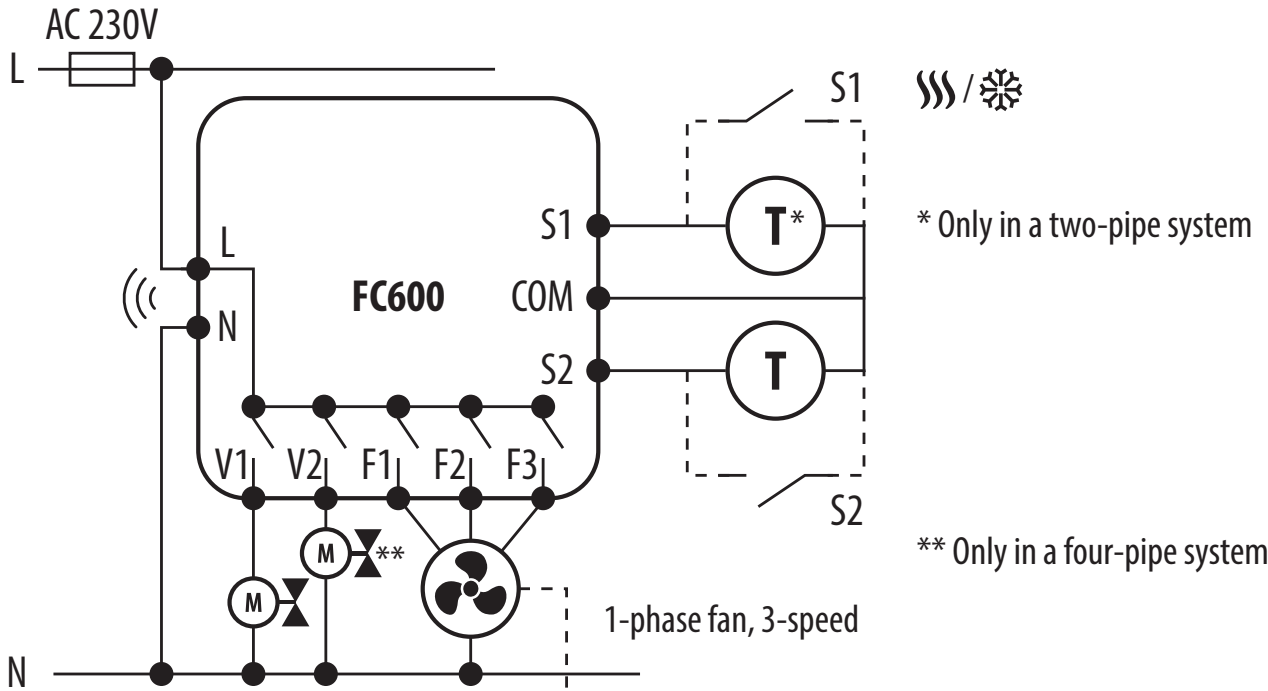 AC 230V
L
S1
/
L
S1
T*
* Only in a two-pipe system
FC600
COM
N
S2
T
V1
V2
F1
F2
F3
S2
M
**
** Only in a four-pipe system
M
1-phase fan, 3-speed
N